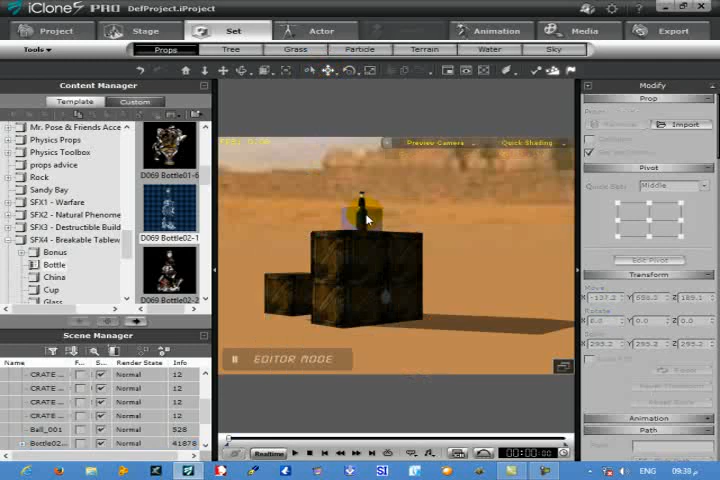 iClone5 PRO DefProject.iProject
Project Stage Set Actor Animation Media Export
Tools Props Tree Grass Particle Terrain Water Sky
Content Manager
Template Custom
Mr. Pose & Friends Acce
Physics Props
Physics Toolbox
props advice
Rock
Sandy Bay
SFX1 - Warfare
SFX2 - Natural Phenome
SFX3 - Destructible Build
SFX4 - Breakable Tablew
Bonus
Bottle
China
Cup
Glass
D069 Bottle01-6
D069 Bottle02-1
D069 Bottle02-2
Preview Camera Quick Shading
EDITOR MODE
Modify
Prop
Import
Pivot
Quick Set: Middle
Edit Pivot
Transform
Move
X Y Z
Rotate
X 0.0 Y 0.0 Z 0.0
X 295.2 Y 295.2 Z 295.2
Animation
Path
Scene Manager
Name F... S... Render State Info
CRATE ... Normal 12
CRATE ... Normal 12
CRATE ... Normal 12
CRATE ... Normal 12
Ball_001 Normal 528
Bottle02... Normal 41878
Realtime 00:00:00
ENG 09:38 م